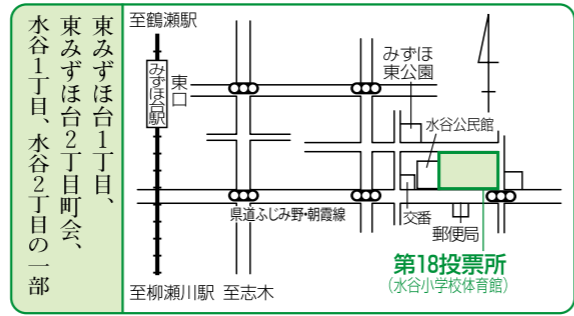 東みずほ台1丁目、
東みずほ台2丁目町会、
水谷1丁目、水谷2丁目の一部
至鶴瀬駅
みずほ台駅
東口
みずほ東公園
水谷公民館
県道ふじみ野・朝霞線
交番
郵便局
第18投票所
(水谷小学校体育館)
至柳瀬川駅
至志木